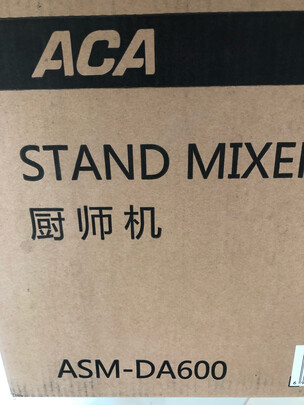 ACA
STAND MIXER
厨师机
ASM-DA600